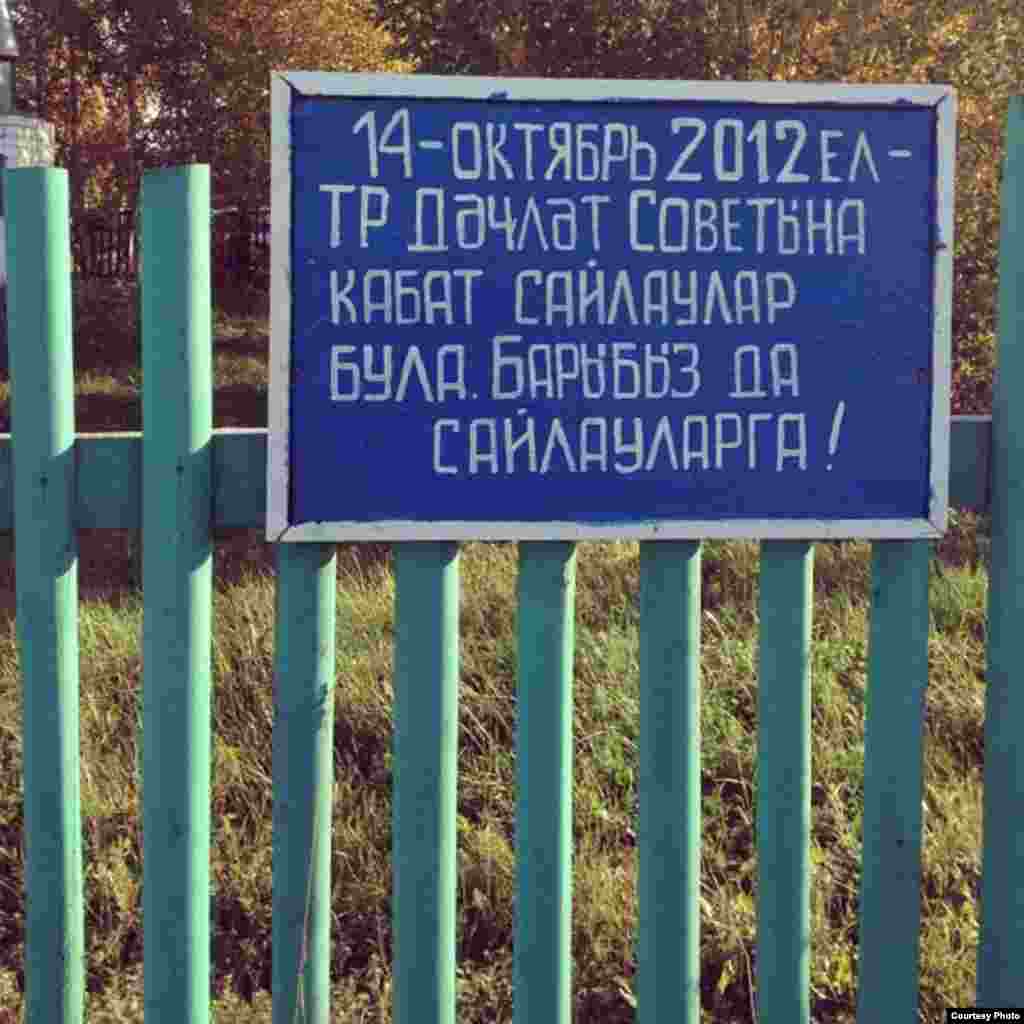 14-ОКТЯБРЬ 2012 ЕЛ-
ТР ДӘҮЛӘТ СОВЕТЫНА
КАБАТ САЙЛАУЛАР
БУЛА. БАРЫБЫЗ ДА
САЙЛАУЛАРГА!
Courtesy Photo